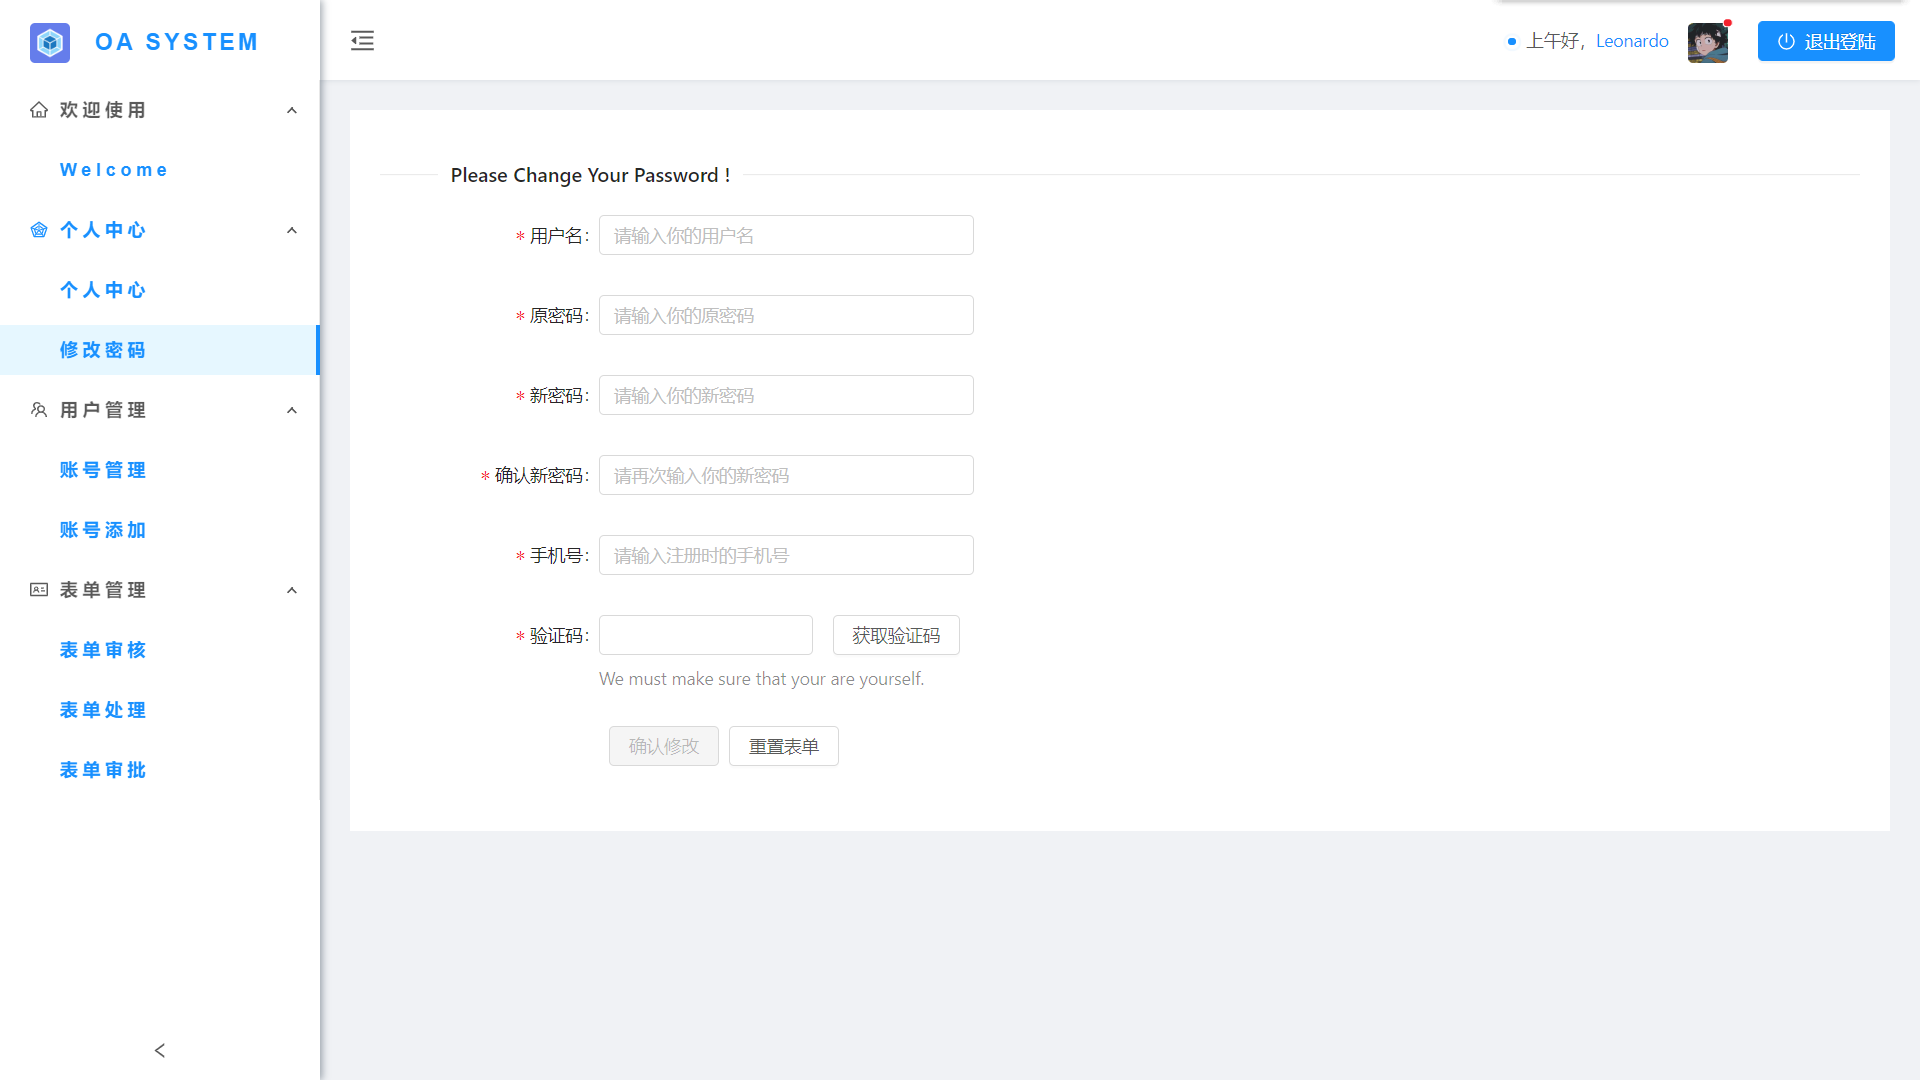 OA SYSTEM
欢迎使用
Welcome
个人中心
个人中心
修改密码
用户管理
账号管理
账号添加
表单管理
表单审核
表单处理
表单审批
上午好，Leonardo
退出登陆
Please Change Your Password !
* 用户名: 请输入你的用户名
* 原密码: 请输入你的原密码
* 新密码: 请输入你的新密码
* 确认新密码: 请再次输入你的新密码
* 手机号: 请输入注册时的手机号
* 验证码: 获取验证码
We must make sure that your are yourself.
确认修改 重置表单